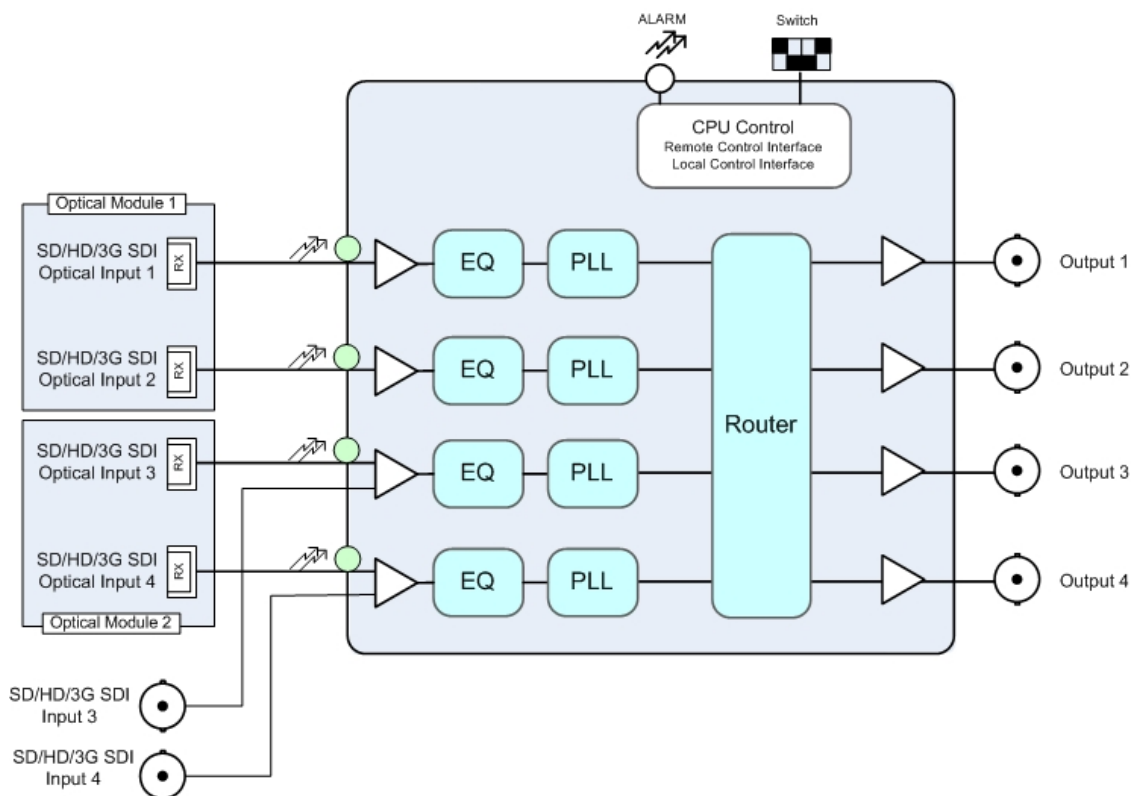 ALARM
Switch
CPU Control
Remote Control Interface
Local Control Interface
Optical Module 1
SD/HD/3G SDI
Optical Input 1
RX
EQ
PLL
Output 1
SD/HD/3G SDI
Optical Input 2
RX
EQ
PLL
Output 2
Router
SD/HD/3G SDI
Optical Input 3
RX
EQ
PLL
Output 3
SD/HD/3G SDI
Optical Input 4
RX
EQ
PLL
Output 4
Optical Module 2
SD/HD/3G SDI
Input 3
SD/HD/3G SDI
Input 4